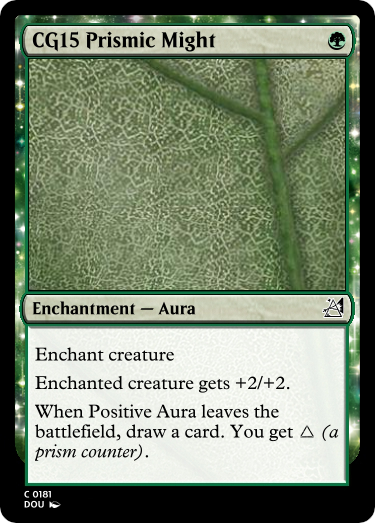 CG15 Prismic Might
Enchantment — Aura
Enchant creature
Enchanted creature gets +2/+2.
When Positive Aura leaves the
battlefield, draw a card. You get △ (a
prism counter).
C 0181
DOU